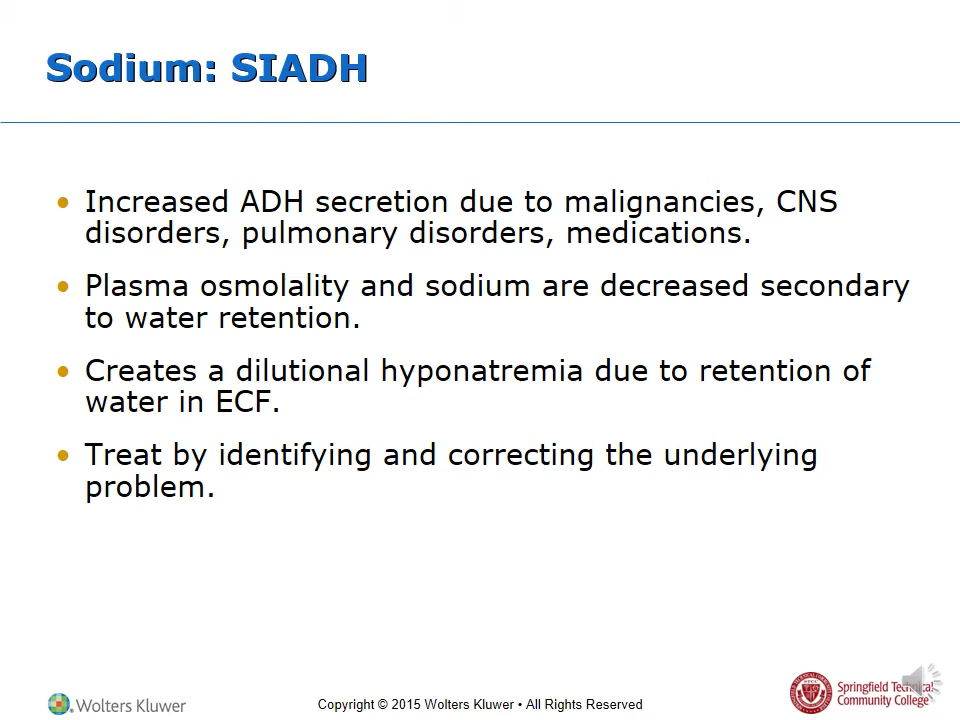 Sodium: SIADH
• Increased ADH secretion due to malignancies, CNS
disorders, pulmonary disorders, medications.
• Plasma osmolality and sodium are decreased secondary
to water retention.
• Creates a dilutional hyponatremia due to retention of
water in ECF.
• Treat by identifying and correcting the underlying
problem.
Wolters Kluwer
Copyright © 2015 Wolters Kluwer • All Rights Reserved
Springfield Technical
Community College